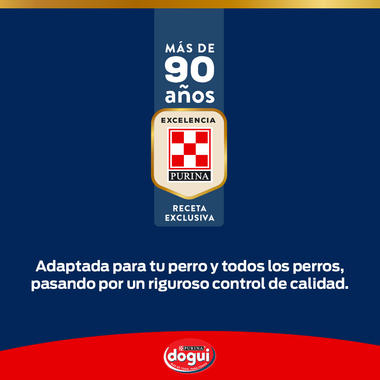 MÁS DE
90
años
EXCELENCIA
PURINA
RECETA
EXCLUSIVA
Adaptada para tu perro y todos los perros,
pasando por un riguroso control de calidad.
PURINA
dogui